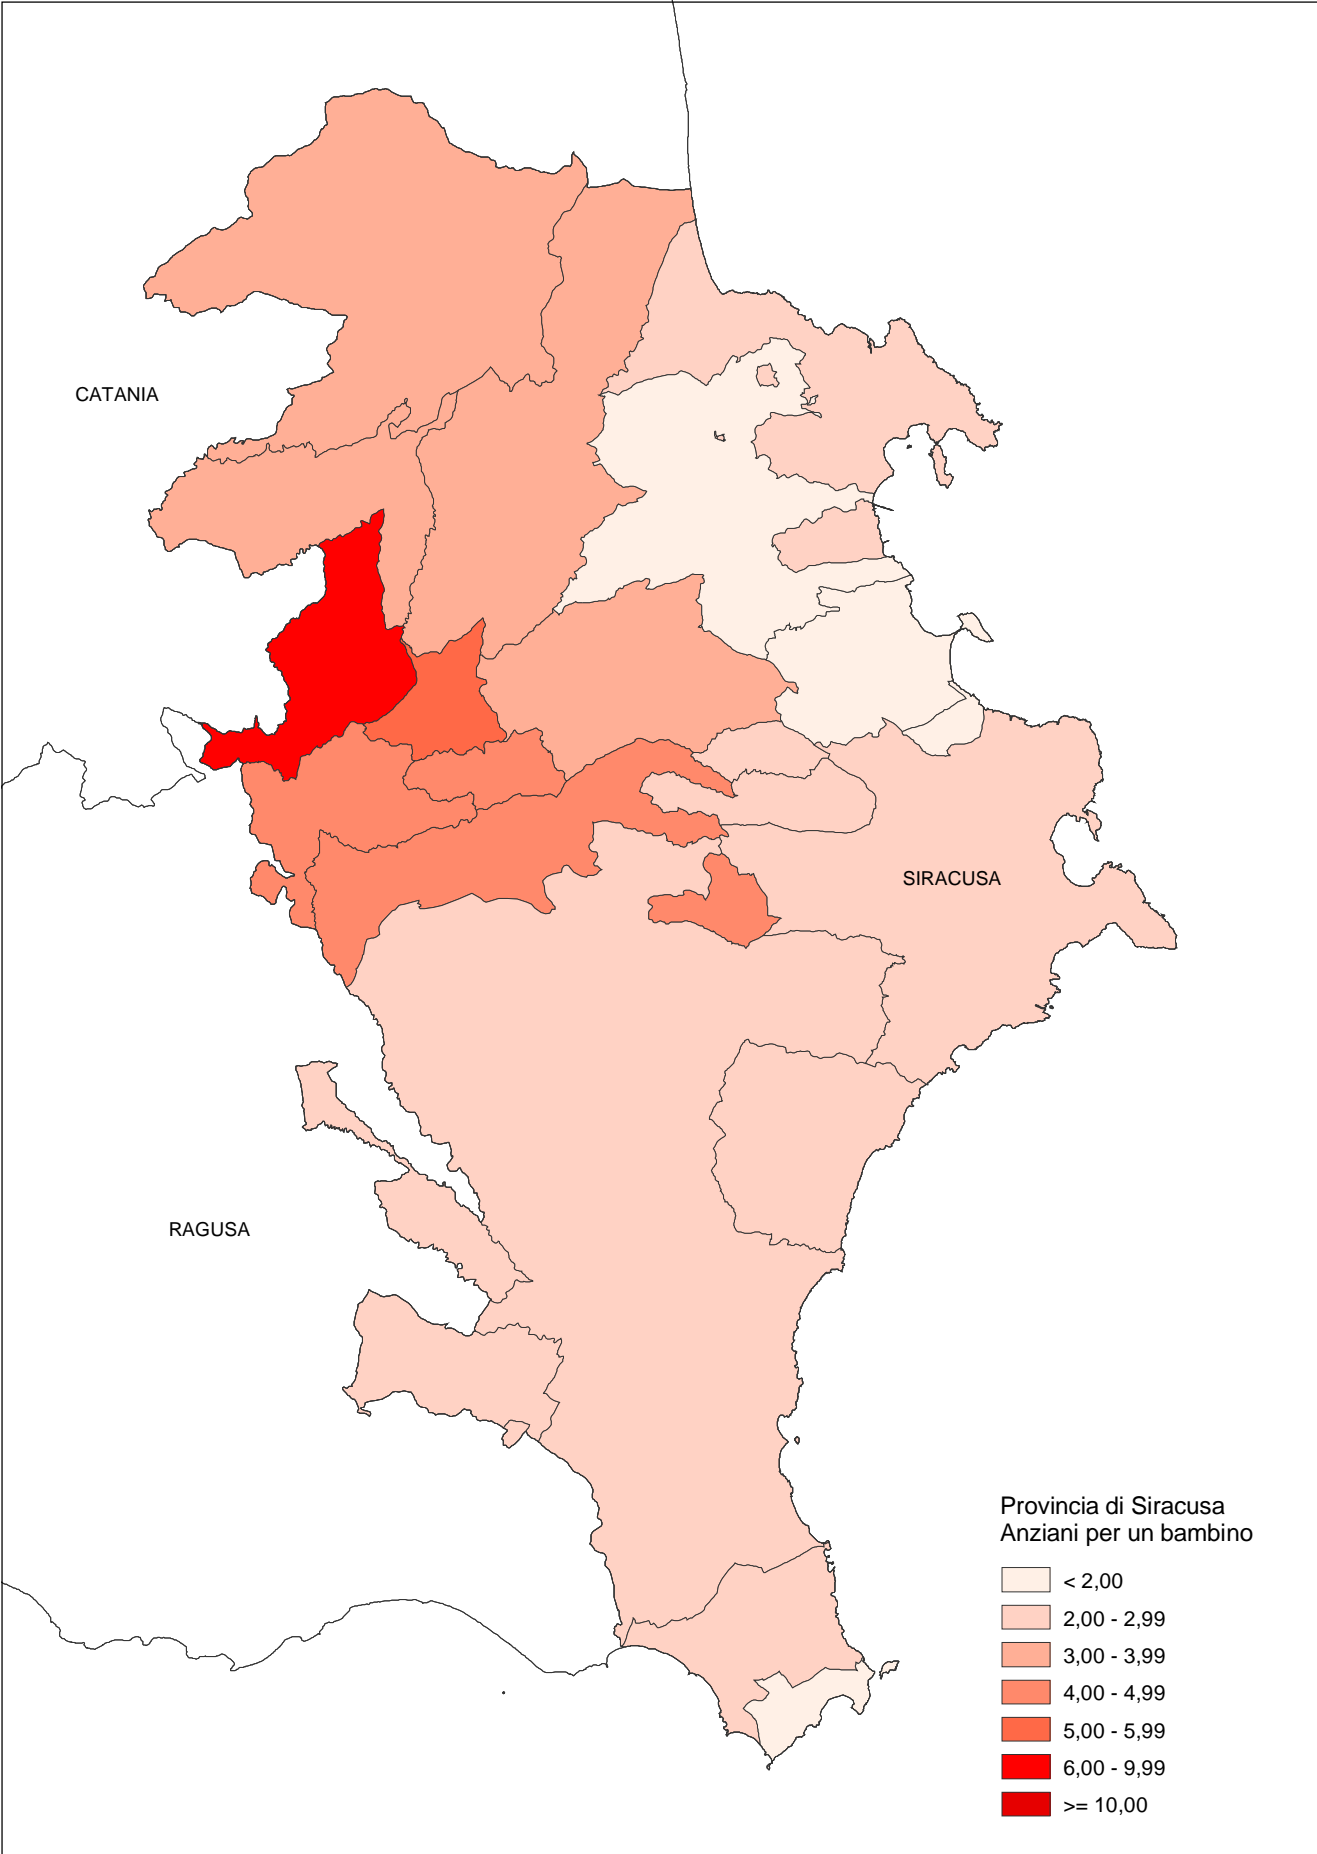 CATANIA
SIRACUSA
RAGUSA
Provincia di Siracusa
Anziani per un bambino
< 2,00
2,00 - 2,99
3,00 - 3,99
4,00 - 4,99
5,00 - 5,99
6,00 - 9,99
>= 10,00